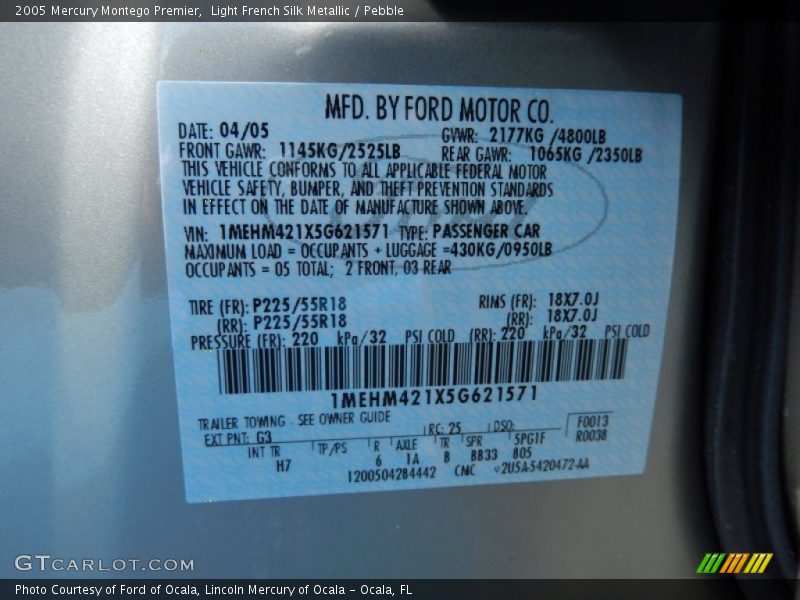 2005 Mercury Montego Premier,  Light French Silk Metallic / Pebble
MFD. BY FORD MOTOR CO.
DATE: 04/05 GVWR: 2177KG /4800LB
FRONT GAWR: 1145KG/2525LB REAR GAWR: 1065KG /2350LB
THIS VEHICLE CONFORMS TO ALL APPLICABLE FEDERAL MOTOR
VEHICLE SAFETY, BUMPER, AND THEFT PREVENTION STANDARDS
IN EFFECT ON THE DATE OF MANUFACTURE SHOWN ABOVE.
VIN: 1MEHM421X5G621571 TYPE: PASSENGER CAR
MAXIMUM LOAD = OCCUPANTS + LUGGAGE =430KG/0950LB
OCCUPANTS = 05 TOTAL; 2 FRONT, 03 REAR
TIRE (FR): P225/55R18 RIMS (FR): 18X7.0J
(RR): P225/55R18 (RR): 18X7.0J
PRESSURE (FR): 220 kPa/32 PSI COLD (RR): 220 kPa/32 PSI COLD
1MEHM421X5G621571
TRAILER TOWING - SEE OWNER GUIDE
EXT PNT: G3 RC: 25 DSO: F0013
R0038
INT TR TP/PS R AXLE TR SPR 5PG1F
H7 6 1A B BB33 805
1200504284442 CNC 2U5A-5420472-AA
GTCARLOT.COM
Photo Courtesy of Ford of Ocala, Lincoln Mercury of Ocala - Ocala, FL